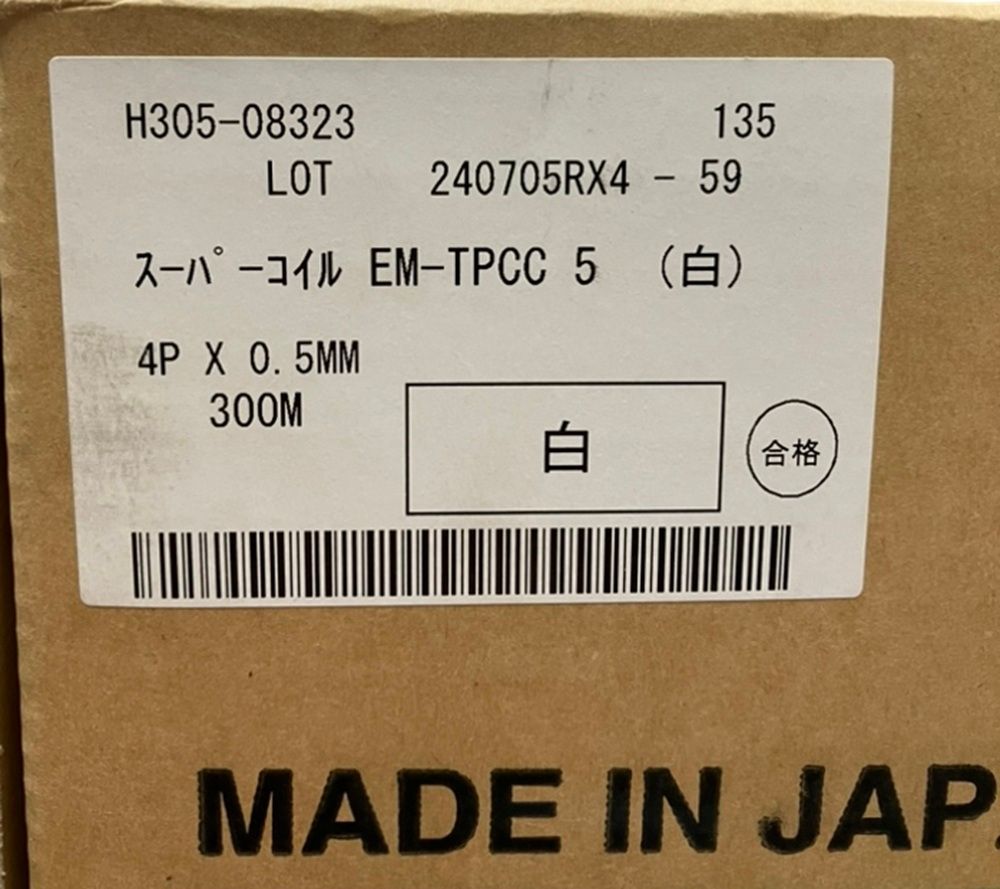 H305-08323 135
LOT 240705RX4 - 59
ｽｰﾊﾟｰｺｲﾙ EM-TPCC 5 （白）
4P X 0.5MM
300M
白
合格
MADE IN JAP